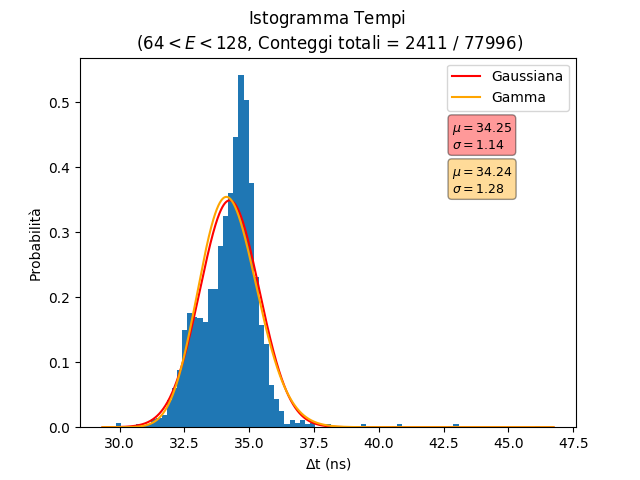 Istogramma Tempi
(64 < E < 128, Conteggi totali = 2411 / 77996)
Gaussiana
Gamma
μ = 34.25
σ = 1.14
μ = 34.24
σ = 1.28
Probabilità
0.5
0.4
0.3
0.2
0.1
0.0
30.0 32.5 35.0 37.5 40.0 42.5 45.0 47.5
Δt (ns)